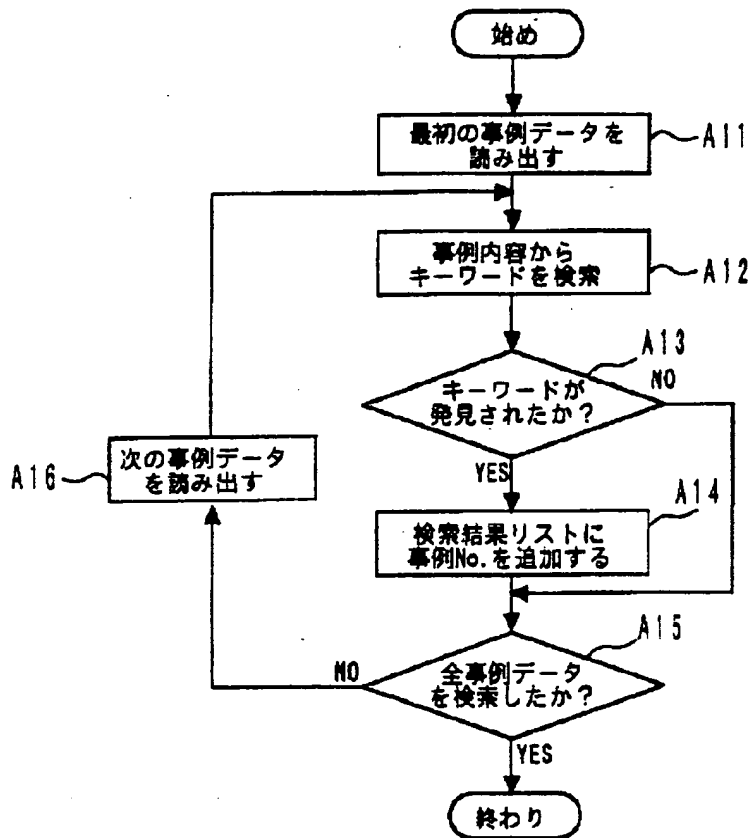 始め
最初の事例データを
読み出す
A11
事例内容から
キーワードを検索
A12
A13
キーワードが
発見されたか?
NO
YES
A14
検索結果リストに
事例No.を追加する
A15
全事例データ
を検索したか?
NO
YES
A16
次の事例データ
を読み出す
終わり